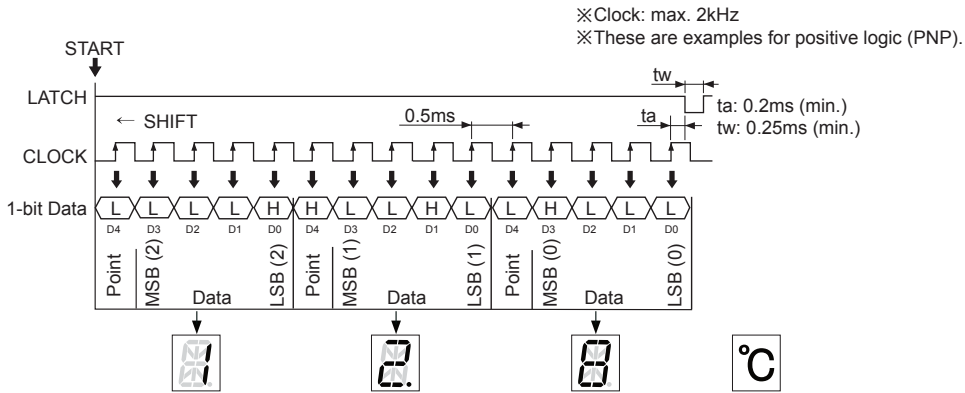 ※Clock: max. 2kHz
※These are examples for positive logic (PNP).
START
LATCH
tw
ta: 0.2ms (min.)
tw: 0.25ms (min.)
← SHIFT
0.5ms
ta
CLOCK
1-bit Data L L L L H H L L H L L H L L L
D4 D3 D2 D1 D0 D4 D3 D2 D1 D0 D4 D3 D2 D1 D0
Point MSB (2) Data LSB (2) Point MSB (1) Data LSB (1) Point MSB (0) Data LSB (0)
1 2. 8 °C